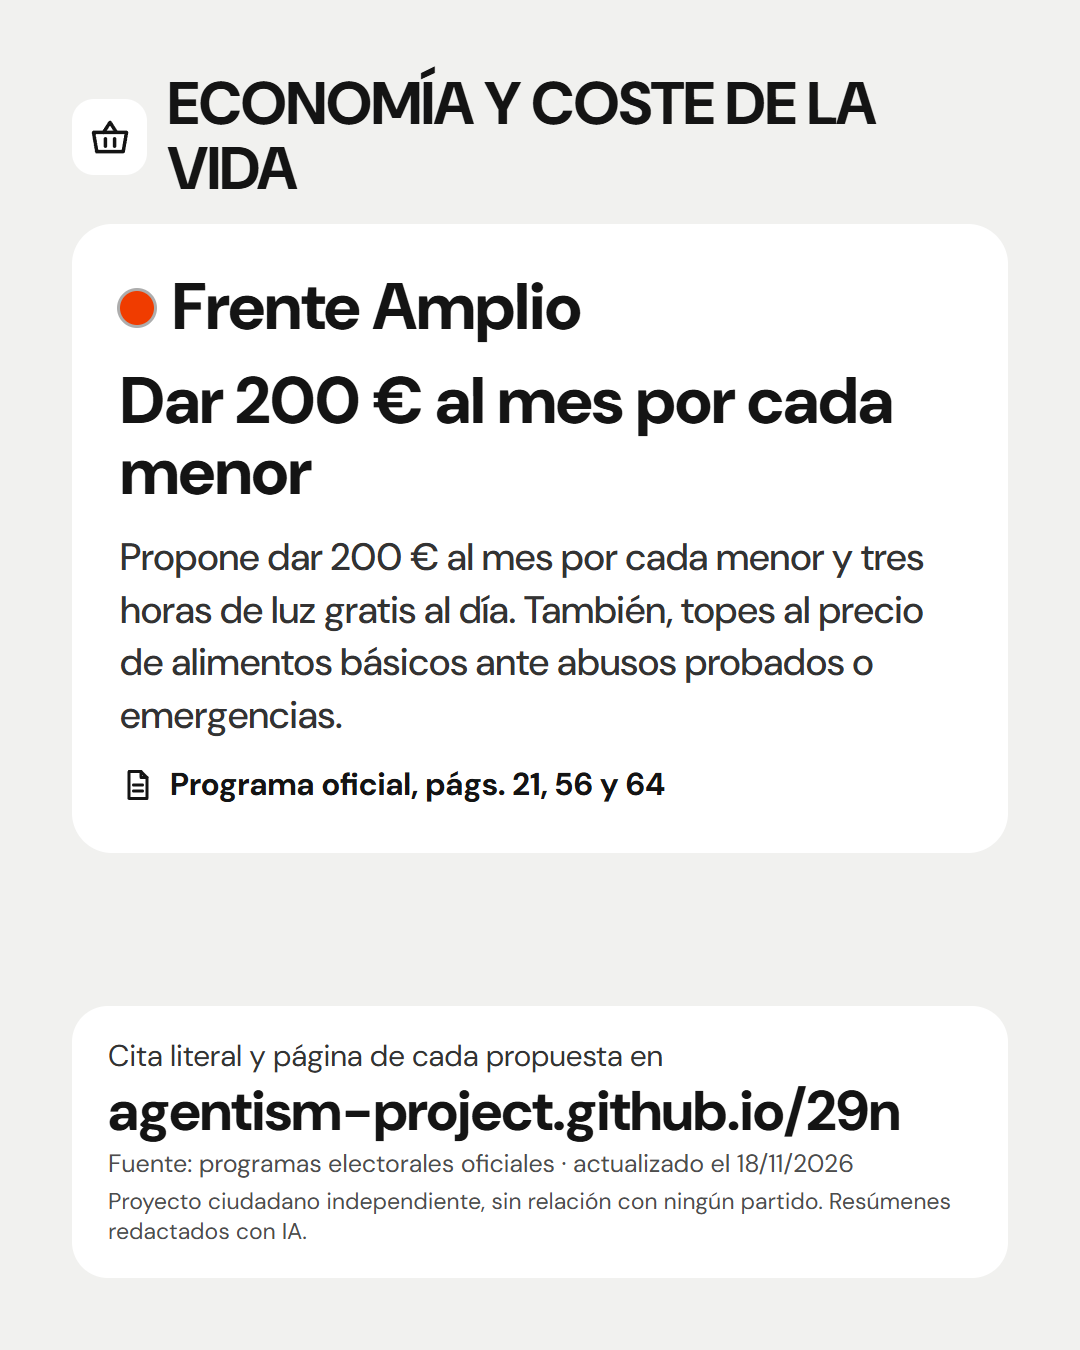 ECONOMÍA Y COSTE DE LA
VIDA
Frente Amplio
Dar 200 € al mes por cada
menor
Propone dar 200 € al mes por cada menor y tres
horas de luz gratis al día. También, topes al precio
de alimentos básicos ante abusos probados o
emergencias.
Programa oficial, págs. 21, 56 y 64
Cita literal y página de cada propuesta en
agentism-project.github.io/29n
Fuente: programas electorales oficiales · actualizado el 18/11/2026
Proyecto ciudadano independiente, sin relación con ningún partido. Resúmenes
redactados con IA.